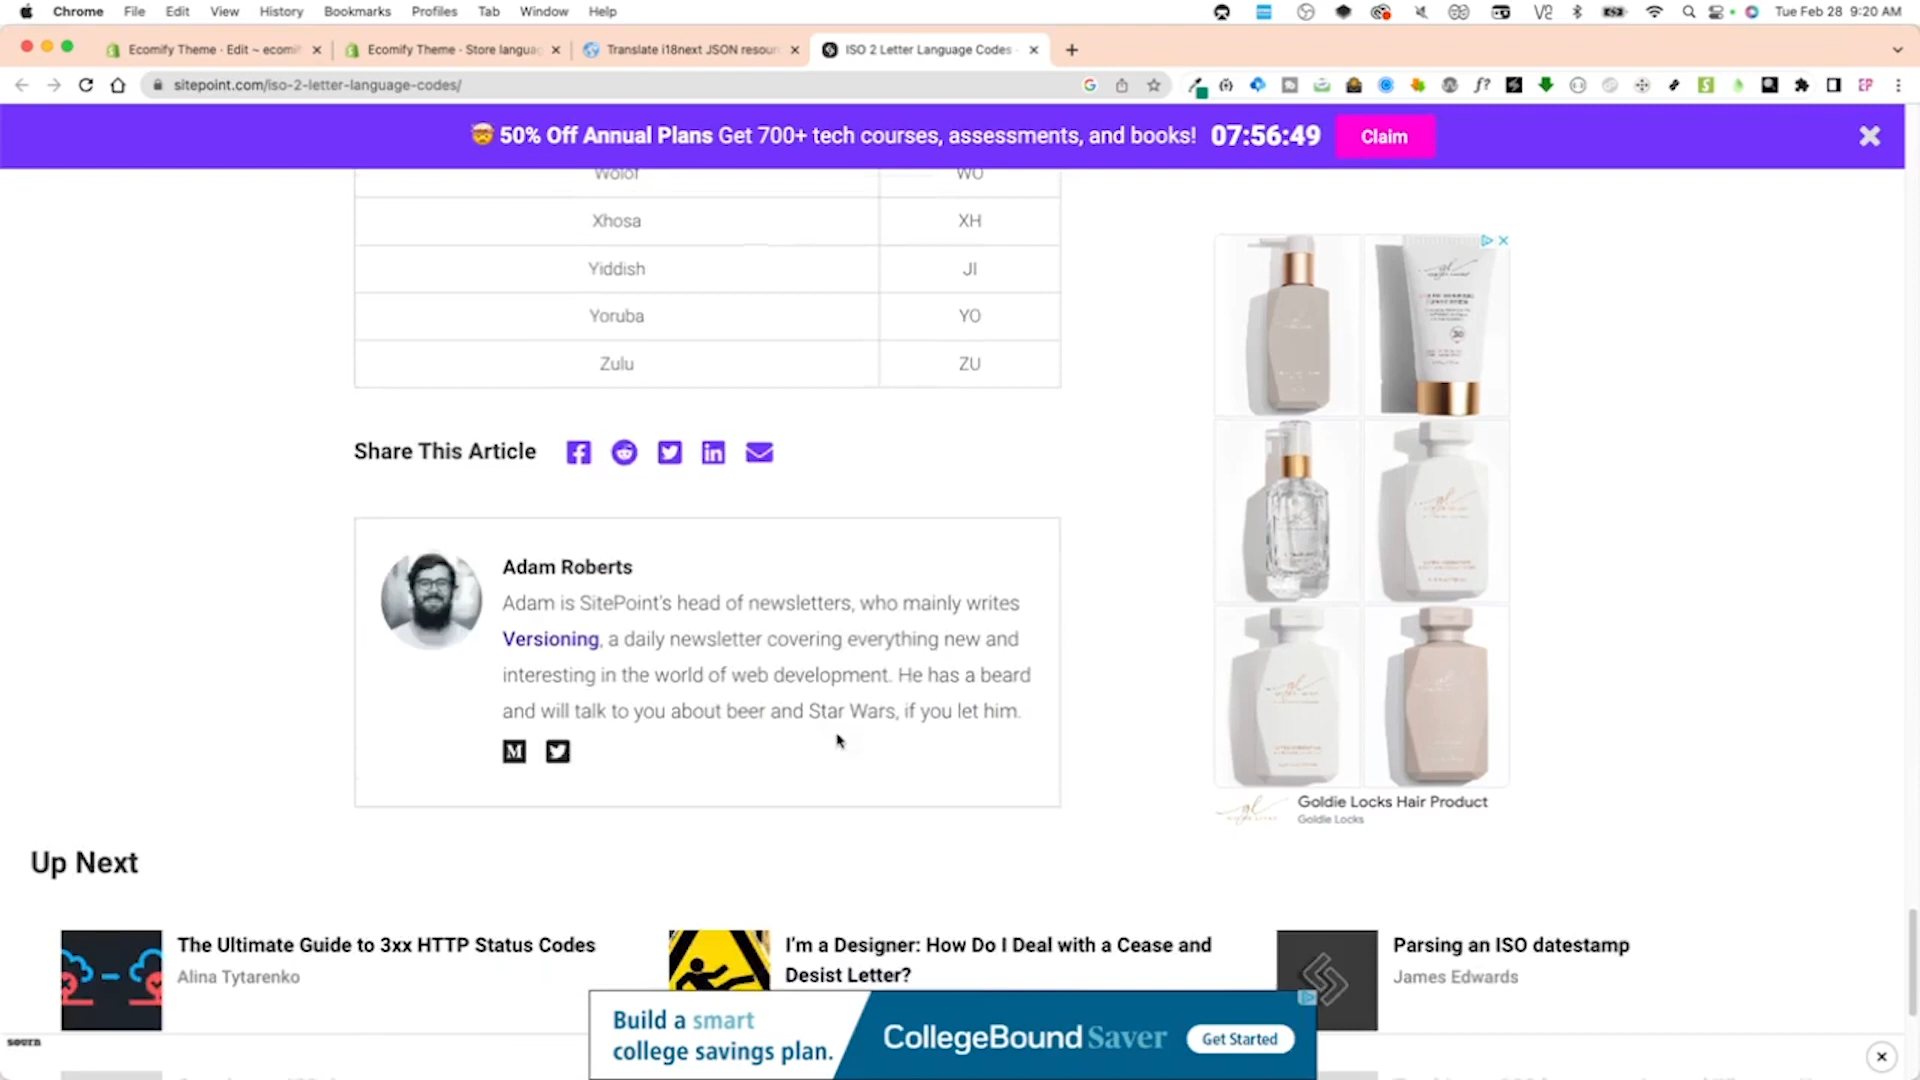 Chrome File Edit View History Bookmarks Profiles Tab Window Help
Tue Feb 28 9:20 AM
Ecomify Theme · Edit ~ ecomif
Ecomify Theme · Store languag
Translate i18next JSON resour
ISO 2 Letter Language Codes
sitepoint.com/iso-2-letter-language-codes/
50% Off Annual Plans Get 700+ tech courses, assessments, and books! 07:56:49 Claim
Wolof WO
Xhosa XH
Yiddish JI
Yoruba YO
Zulu ZU
Share This Article
Adam Roberts
Adam is SitePoint's head of newsletters, who mainly writes
Versioning, a daily newsletter covering everything new and
interesting in the world of web development. He has a beard
and will talk to you about beer and Star Wars, if you let him.
Goldie Locks Hair Product
Goldie Locks
Up Next
The Ultimate Guide to 3xx HTTP Status Codes
Alina Tytarenko
I'm a Designer: How Do I Deal with a Cease and
Desist Letter?
Parsing an ISO datestamp
James Edwards
Build a smart
college savings plan.
CollegeBound Saver
Get Started